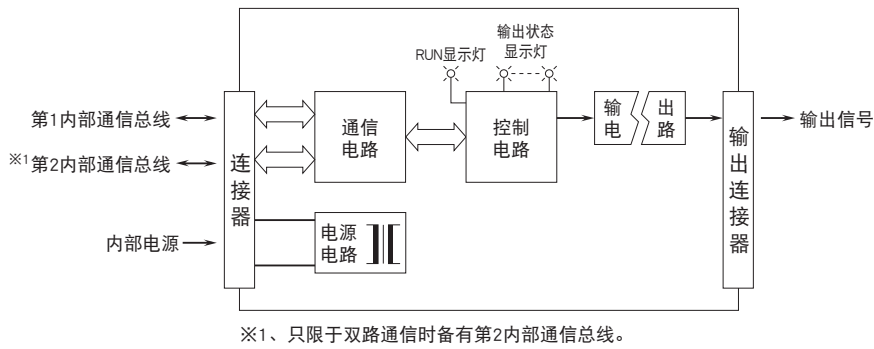 输出状态
显示灯
RUN显示灯
第1内部通信总线
※1第2内部通信总线
内部电源
连接器
通信
电路
控制
电路
输 出
电 路
电源
电路
输出连接器
输出信号
※1、只限于双路通信时备有第2内部通信总线。